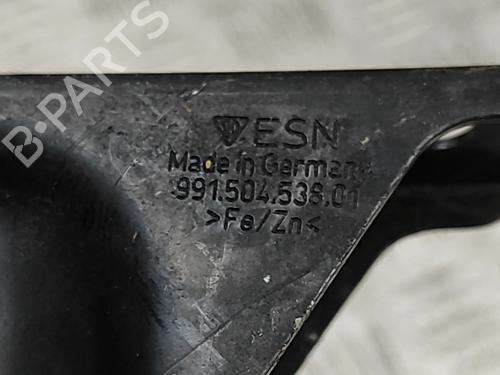 ESN
Made in Germany
991.504.538.01
>Fe/Zn<
B-PARTS